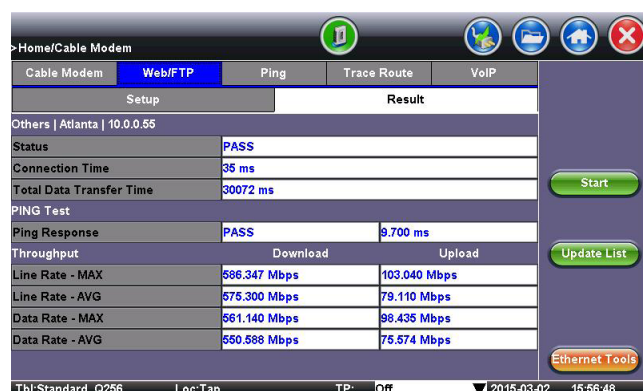 >Home/Cable Modem
Cable Modem Web/FTP Ping Trace Route VoIP
Setup Result
Others | Atlanta | 10.0.0.55
Status PASS
Connection Time 35 ms
Total Data Transfer Time 30072 ms
Start
PING Test
Ping Response PASS 9.700 ms
Throughput Download Upload
Update List
Line Rate - MAX 586.347 Mbps 103.040 Mbps
Line Rate - AVG 575.300 Mbps 79.110 Mbps
Data Rate - MAX 561.140 Mbps 98.435 Mbps
Data Rate - AVG 550.588 Mbps 75.574 Mbps
Ethernet Tools
Tbl:Standard_Q256 Loc:Tap TP: Off 2015-03-02 15:56:48